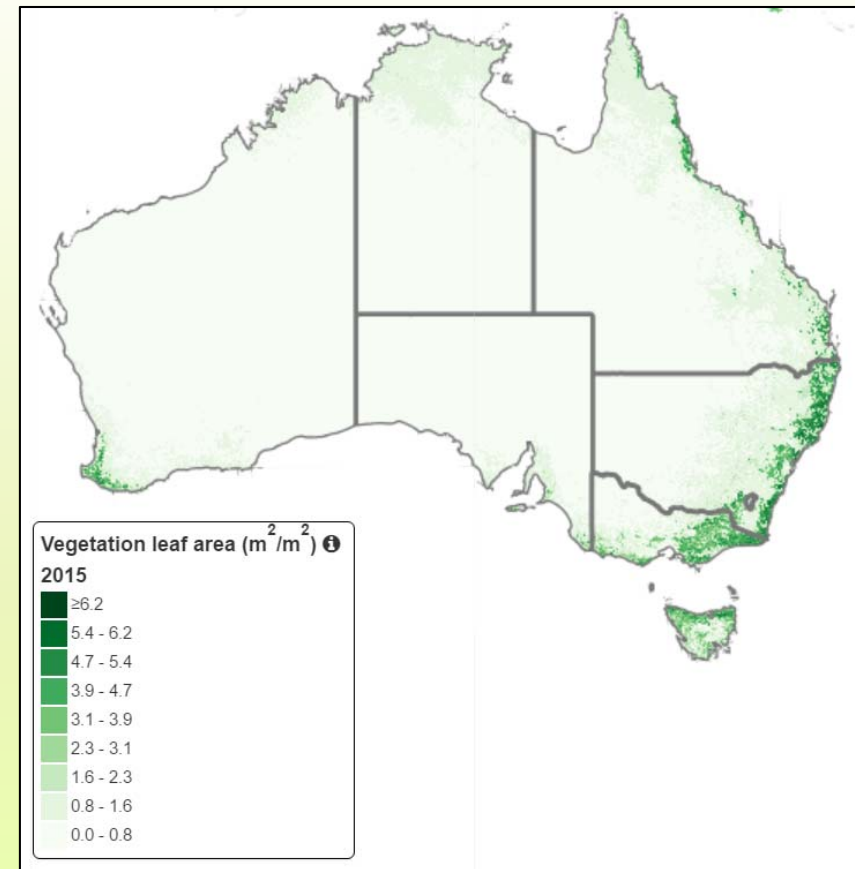 Vegetation leaf area (m²/m²) ℹ
2015
≥6.2
5.4 - 6.2
4.7 - 5.4
3.9 - 4.7
3.1 - 3.9
2.3 - 3.1
1.6 - 2.3
0.8 - 1.6
0.0 - 0.8